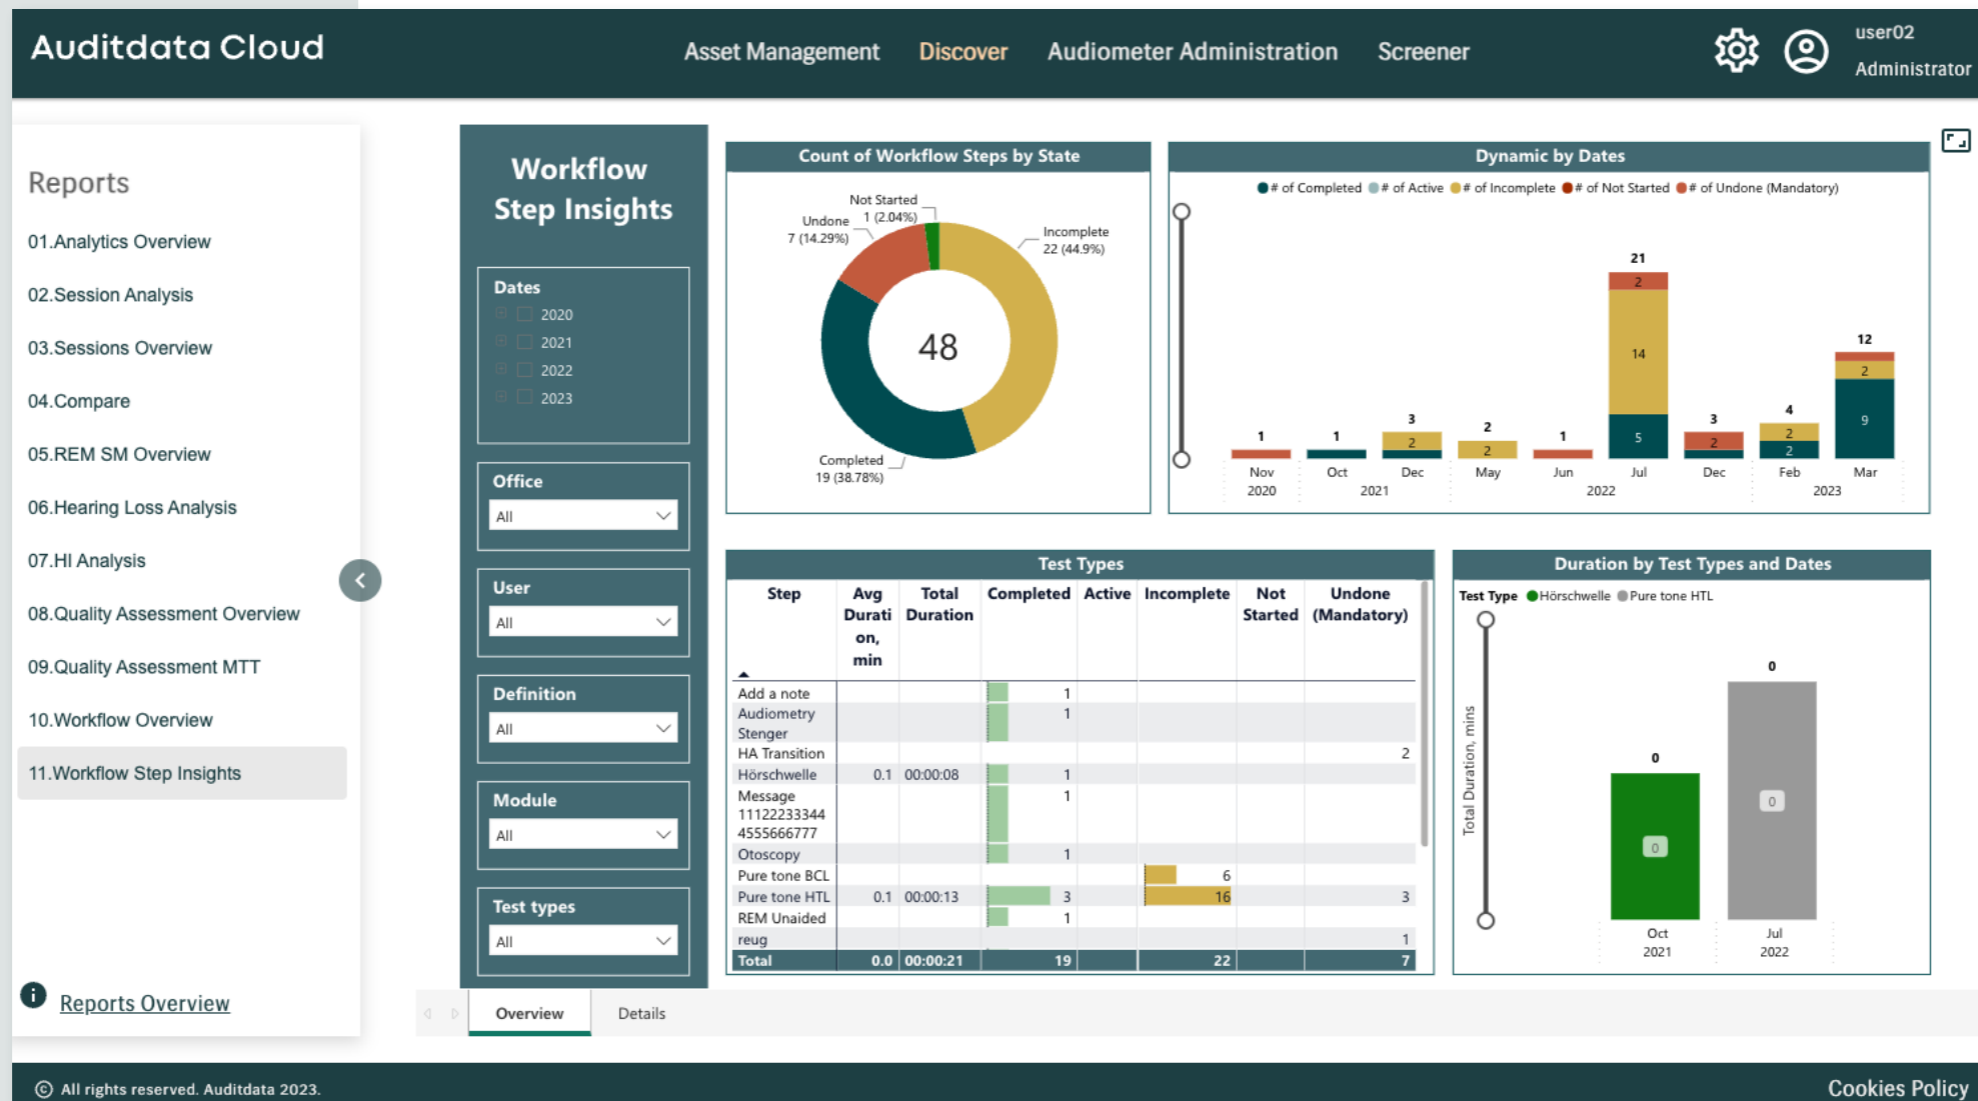 Auditdata Cloud
Asset Management
Discover
Audiometer Administration
Screener
user02
Administrator
Reports
01.Analytics Overview
02.Session Analysis
03.Sessions Overview
04.Compare
05.REM SM Overview
06.Hearing Loss Analysis
07.HI Analysis
08.Quality Assessment Overview
09.Quality Assessment MTT
10.Workflow Overview
11.Workflow Step Insights
Reports Overview
Workflow
Step Insights
Dates
2020
2021
2022
2023
Office
All
User
All
Definition
All
Module
All
Test types
All
Count of Workflow Steps by State
Not Started
1 (2.04%)
Undone
7 (14.29%)
Incomplete
22 (44.9%)
48
Completed
19 (38.78%)
Dynamic by Dates
# of Completed # of Active # of Incomplete # of Not Started # of Undone (Mandatory)
21
2
14
12
2
3
2
4
3
1 1 2 2 1 5 2 2 2 9
Nov Oct Dec May Jun Jul Dec Feb Mar
2020 2021 2022 2023
Test Types
Step Avg Total Completed Active Incomplete Not Undone
Durati Duration Started (Mandatory)
on,
min
Add a note 1
Audiometry 1
Stenger
HA Transition 2
Hörschwelle 0.1 00:00:08 1
Message 1
11122233344
4555666777
Otoscopy 1
Pure tone BCL 6
Pure tone HTL 0.1 00:00:13 3 16 3
REM Unaided 1
reug 1
Total 0.0 00:00:21 19 22 7
Duration by Test Types and Dates
Test Type Hörschwelle Pure tone HTL
Total Duration, mins
0
0
0
0
Oct Jul
2021 2022
Overview Details
© All rights reserved. Auditdata 2023.
Cookies Policy